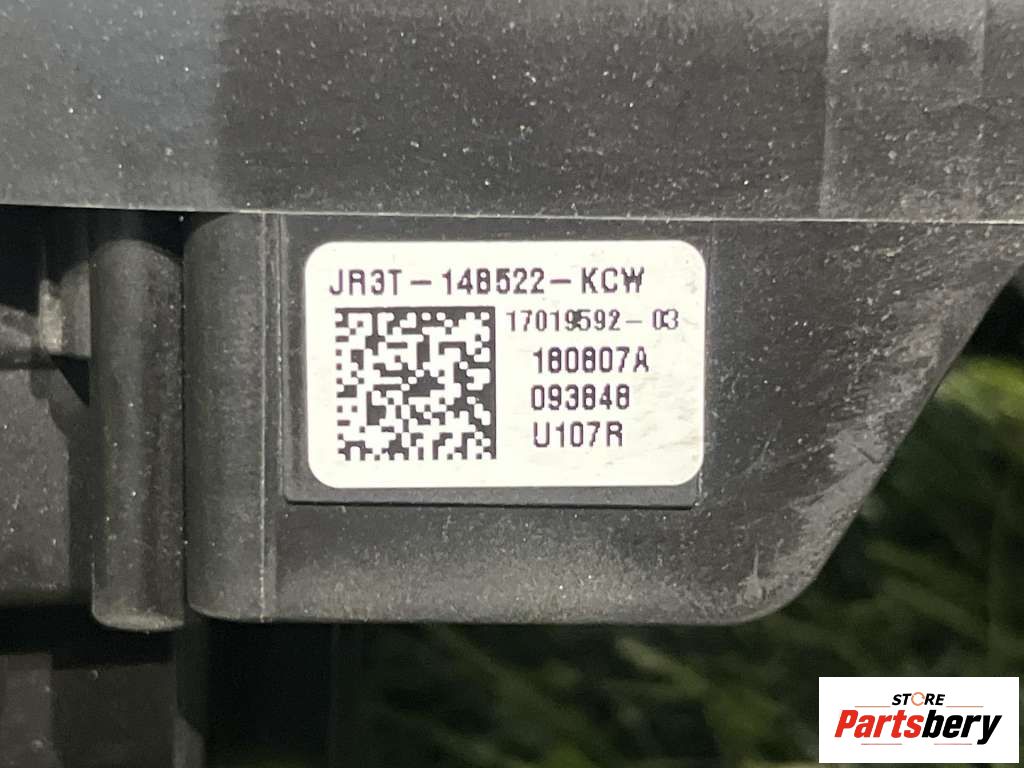 JR3T-14B522-KCW
17019592-03
180807A
093848
U107R
STORE
Partsbery